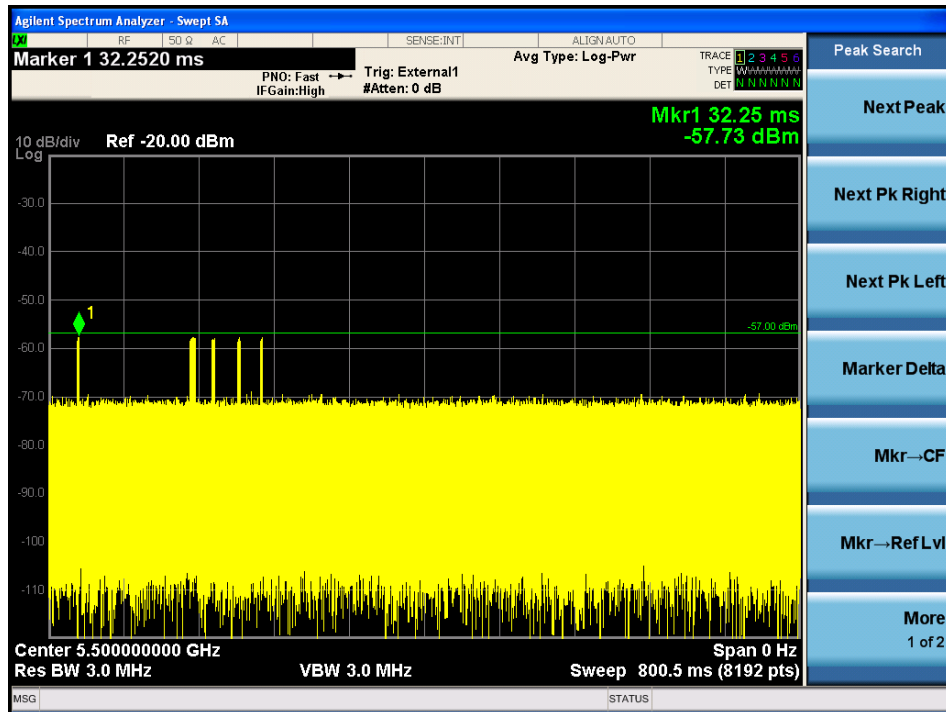 Agilent Spectrum Analyzer - Swept SA
LXI RF 50 Ω AC SENSE:INT ALIGN AUTO
Marker 1 32.2520 ms
PNO: Fast
IFGain:High
Trig: External1
#Atten: 0 dB
Avg Type: Log-Pwr
TRACE 1 2 3 4 5 6
TYPE
DET N N N N N N
Mkr1 32.25 ms
-57.73 dBm
10 dB/div Ref -20.00 dBm
Log
-30.0
-40.0
-50.0
1
-57.00 dBm
-60.0
-70.0
-80.0
-90.0
-100
-110
Center 5.500000000 GHz Span 0 Hz
Res BW 3.0 MHz VBW 3.0 MHz Sweep 800.5 ms (8192 pts)
MSG STATUS
Peak Search
Next Peak
Next Pk Right
Next Pk Left
Marker Delta
Mkr→CF
Mkr→Ref Lvl
More
1 of 2